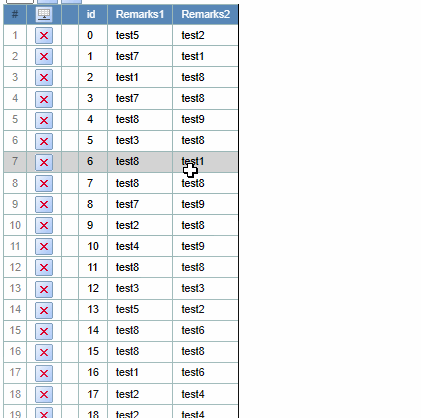 # id Remarks1 Remarks2
1 0 test5 test2
2 1 test7 test1
3 2 test1 test8
4 3 test7 test8
5 4 test8 test9
6 5 test3 test8
7 6 test8 test1
8 7 test8 test8
9 8 test7 test9
10 9 test2 test8
11 10 test4 test9
12 11 test8 test8
13 12 test3 test3
14 13 test5 test2
15 14 test8 test6
16 15 test8 test8
17 16 test1 test6
18 17 test2 test4
19 18 test2 test4